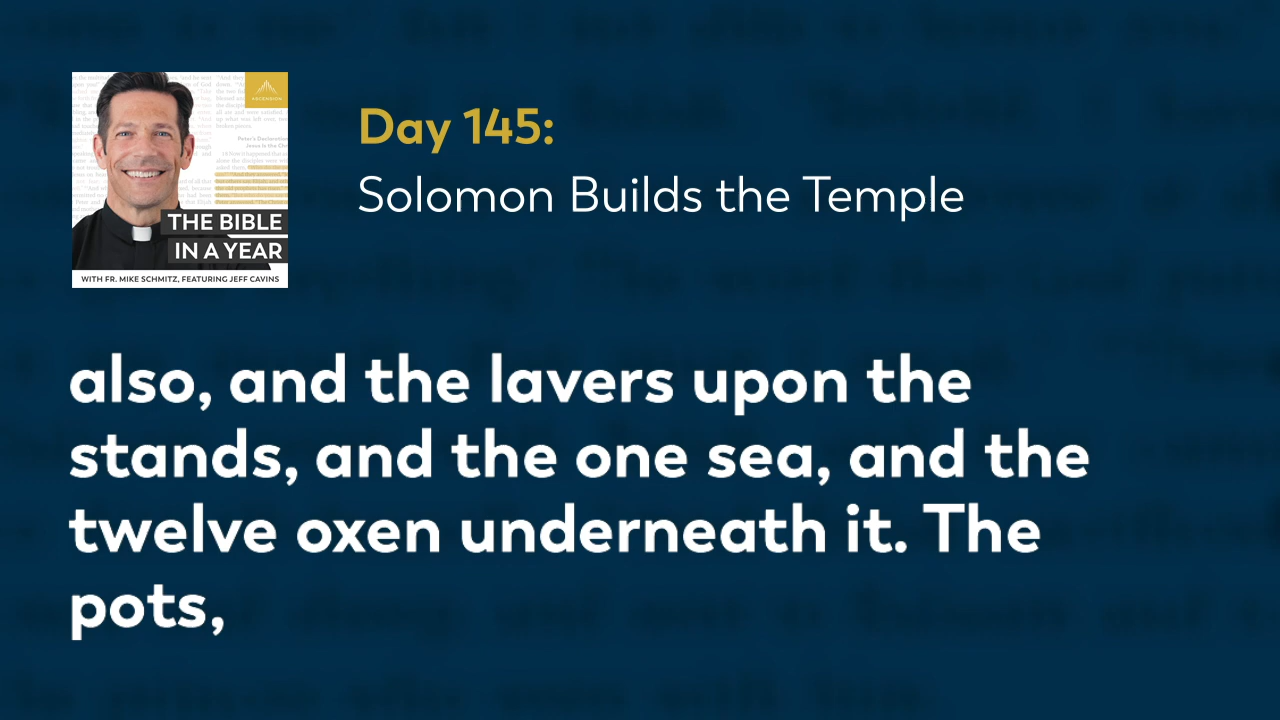 ASCENSION
THE BIBLE
IN A YEAR
WITH FR. MIKE SCHMITZ, FEATURING JEFF CAVINS
Day 145:
Solomon Builds the Temple
also, and the lavers upon the
stands, and the one sea, and the
twelve oxen underneath it. The
pots,